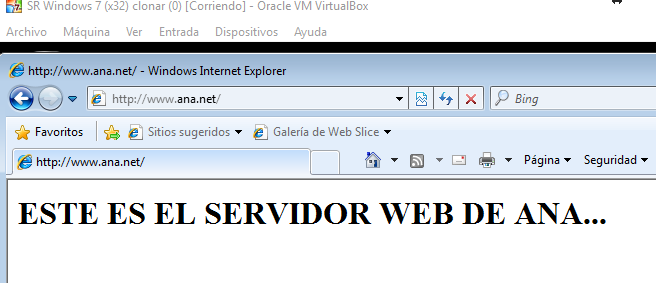 SR Windows 7 (x32) clonar (0) [Corriendo] - Oracle VM VirtualBox
Archivo Máquina Ver Entrada Dispositivos Ayuda
http://www.ana.net/ - Windows Internet Explorer
http://www.ana.net/ Bing
Favoritos Sitios sugeridos Galería de Web Slice
http://www.ana.net/ Página Seguridad
ESTE ES EL SERVIDOR WEB DE ANA...